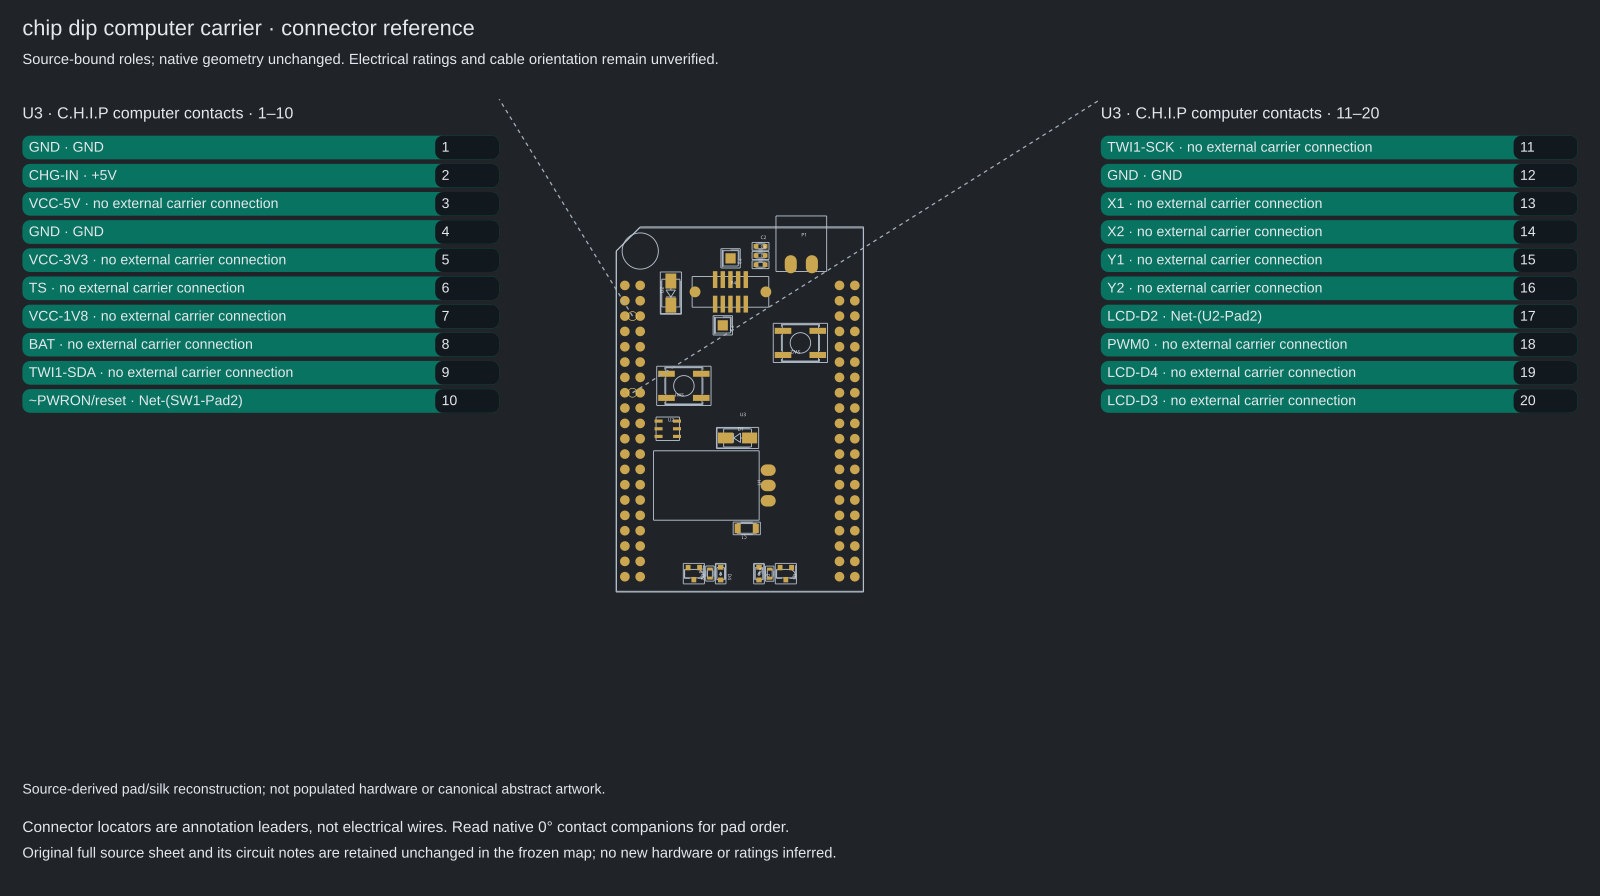 chip dip computer carrier · connector reference
Source-bound roles; native geometry unchanged. Electrical ratings and cable orientation remain unverified.
U3 · C.H.I.P computer contacts · 1–10
GND · GND 1
CHG-IN · +5V 2
VCC-5V · no external carrier connection 3
GND · GND 4
VCC-3V3 · no external carrier connection 5
TS · no external carrier connection 6
VCC-1V8 · no external carrier connection 7
BAT · no external carrier connection 8
TWI1-SDA · no external carrier connection 9
~PWRON/reset · Net-(SW1-Pad2) 10
U3 · C.H.I.P computer contacts · 11–20
TWI1-SCK · no external carrier connection 11
GND · GND 12
X1 · no external carrier connection 13
X2 · no external carrier connection 14
Y1 · no external carrier connection 15
Y2 · no external carrier connection 16
LCD-D2 · Net-(U2-Pad2) 17
PWM0 · no external carrier connection 18
LCD-D4 · no external carrier connection 19
LCD-D3 · no external carrier connection 20
C2
P1
U3
Source-derived pad/silk reconstruction; not populated hardware or canonical abstract artwork.
Connector locators are annotation leaders, not electrical wires. Read native 0° contact companions for pad order.
Original full source sheet and its circuit notes are retained unchanged in the frozen map; no new hardware or ratings inferred.